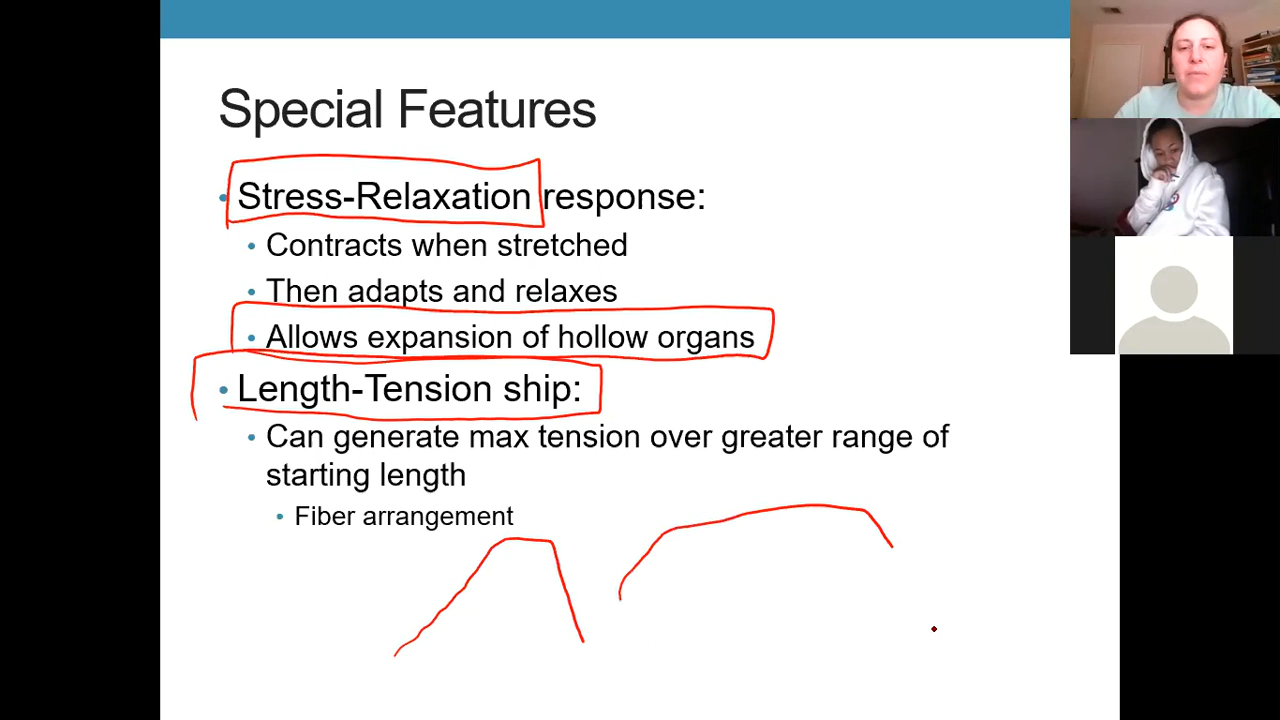 Special Features
• Stress-Relaxation response:
• Contracts when stretched
• Then adapts and relaxes
• Allows expansion of hollow organs
• Length-Tension ship:
• Can generate max tension over greater range of
starting length
• Fiber arrangement